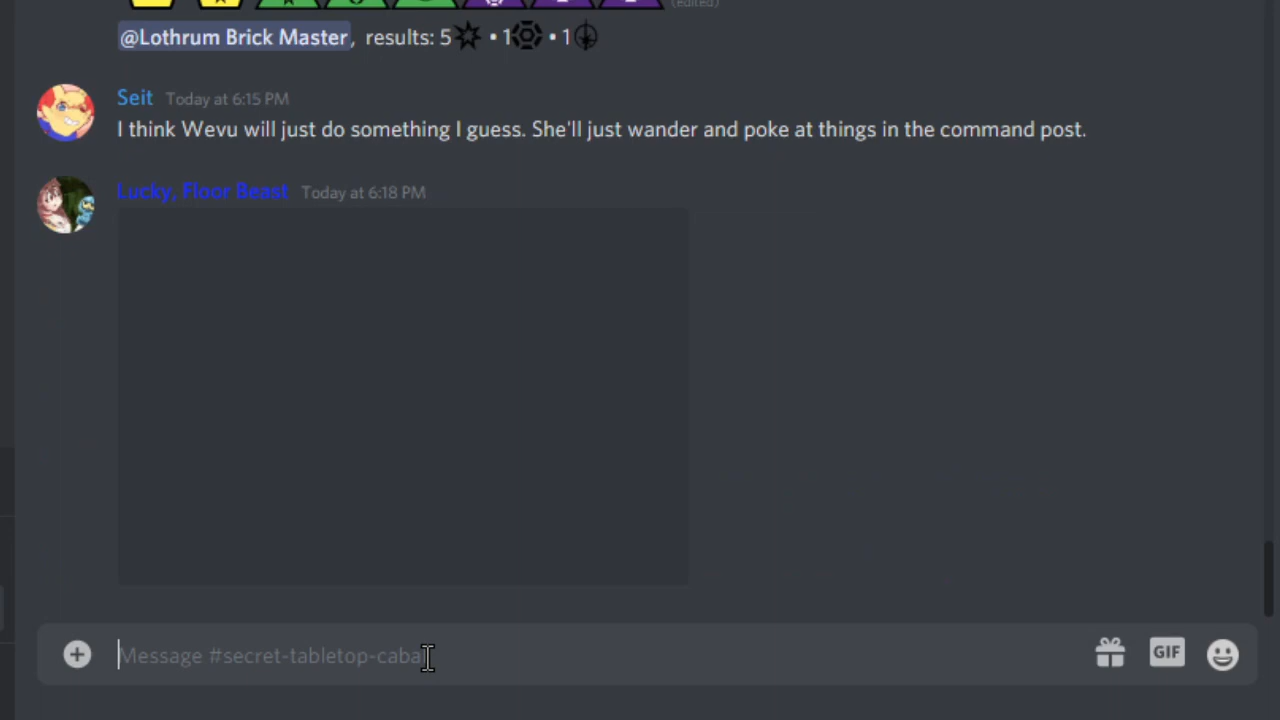 (edited)
@Lothrum Brick Master, results: 5 • 1 • 1
Seit Today at 6:15 PM
I think Wevu will just do something I guess. She'll just wander and poke at things in the command post.
Lucky, Floor Beast Today at 6:18 PM
Message #secret-tabletop-caba
GIF